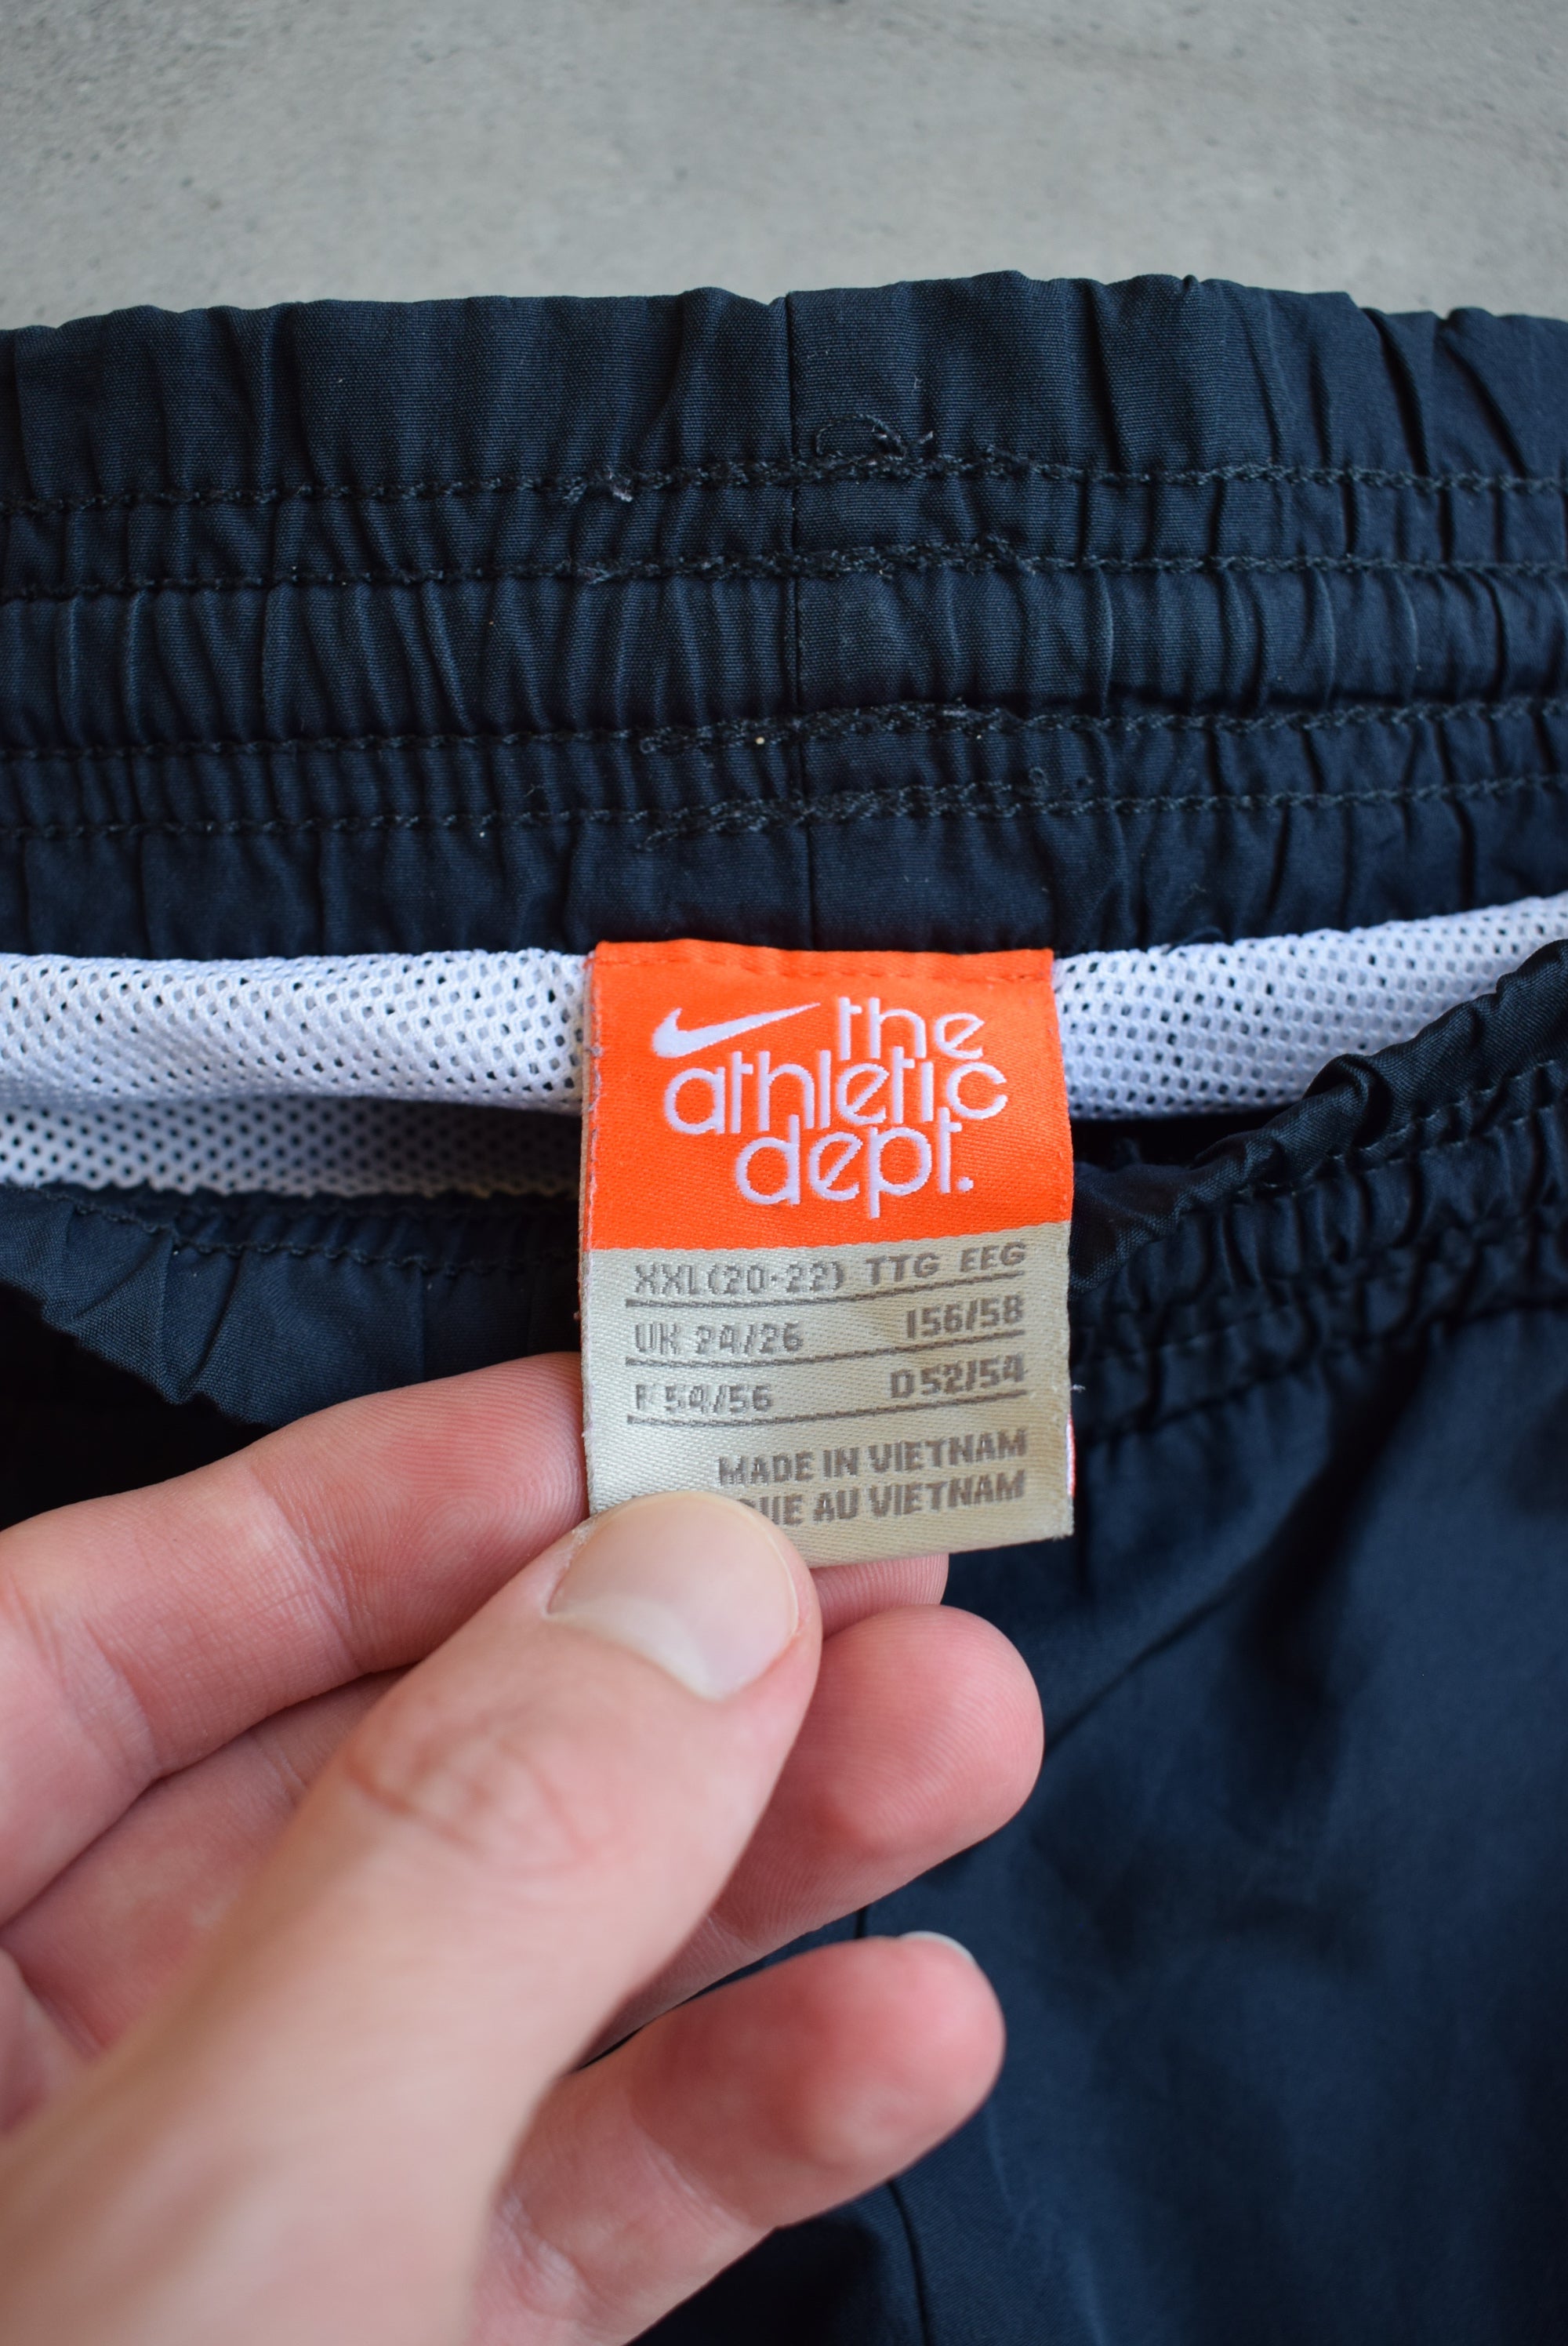 the
athletic
dept.
XXL(20-22) TTG EEG
UK 24/26 I56/58
F 54/56 D52/54
MADE IN VIETNAM
AU VIETNAM